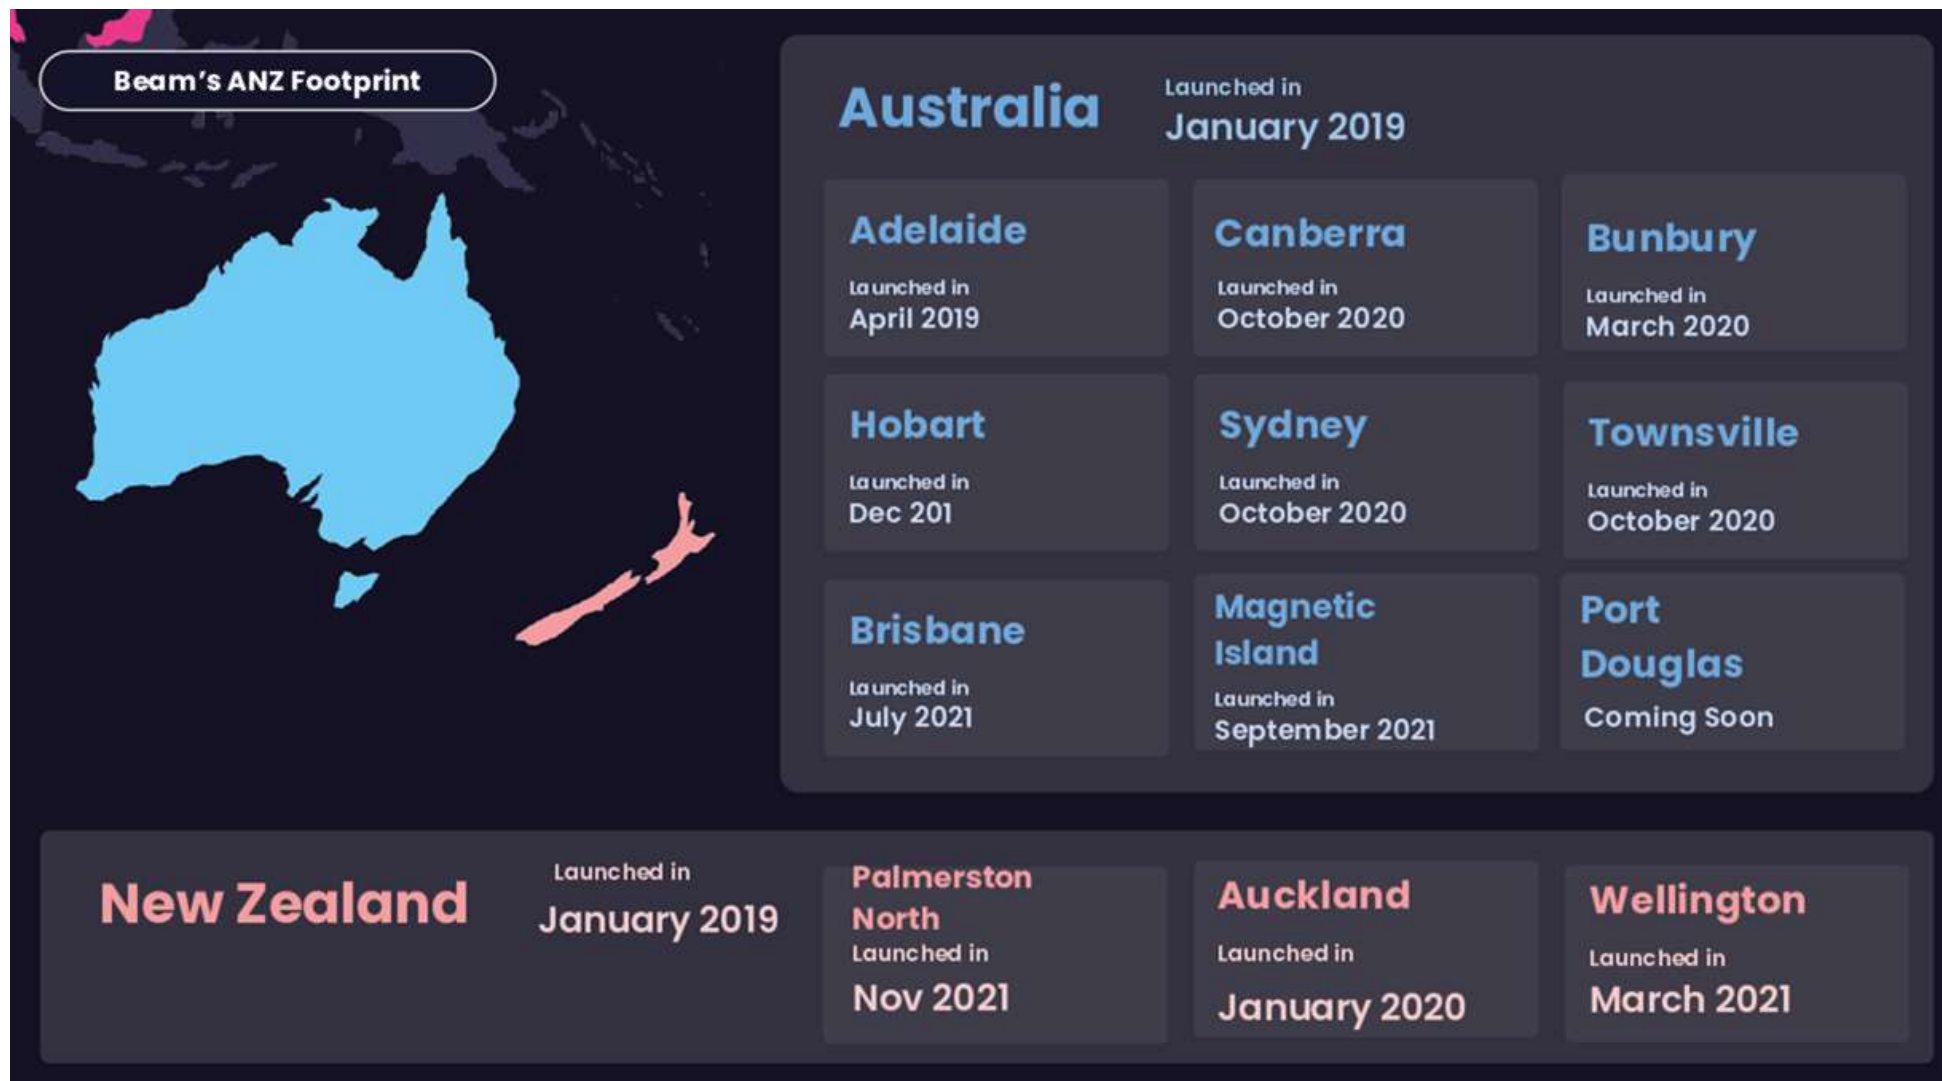 Beam's ANZ Footprint
Australia
Launched in
January 2019
Adelaide
Launched in
April 2019
Canberra
Launched in
October 2020
Bunbury
Launched in
March 2020
Hobart
Launched in
Dec 201
Sydney
Launched in
October 2020
Townsville
Launched in
October 2020
Brisbane
Launched in
July 2021
Magnetic
Island
Launched in
September 2021
Port
Douglas
Coming Soon
New Zealand
Launched in
January 2019
Palmerston
North
Launched in
Nov 2021
Auckland
Launched in
January 2020
Wellington
Launched in
March 2021